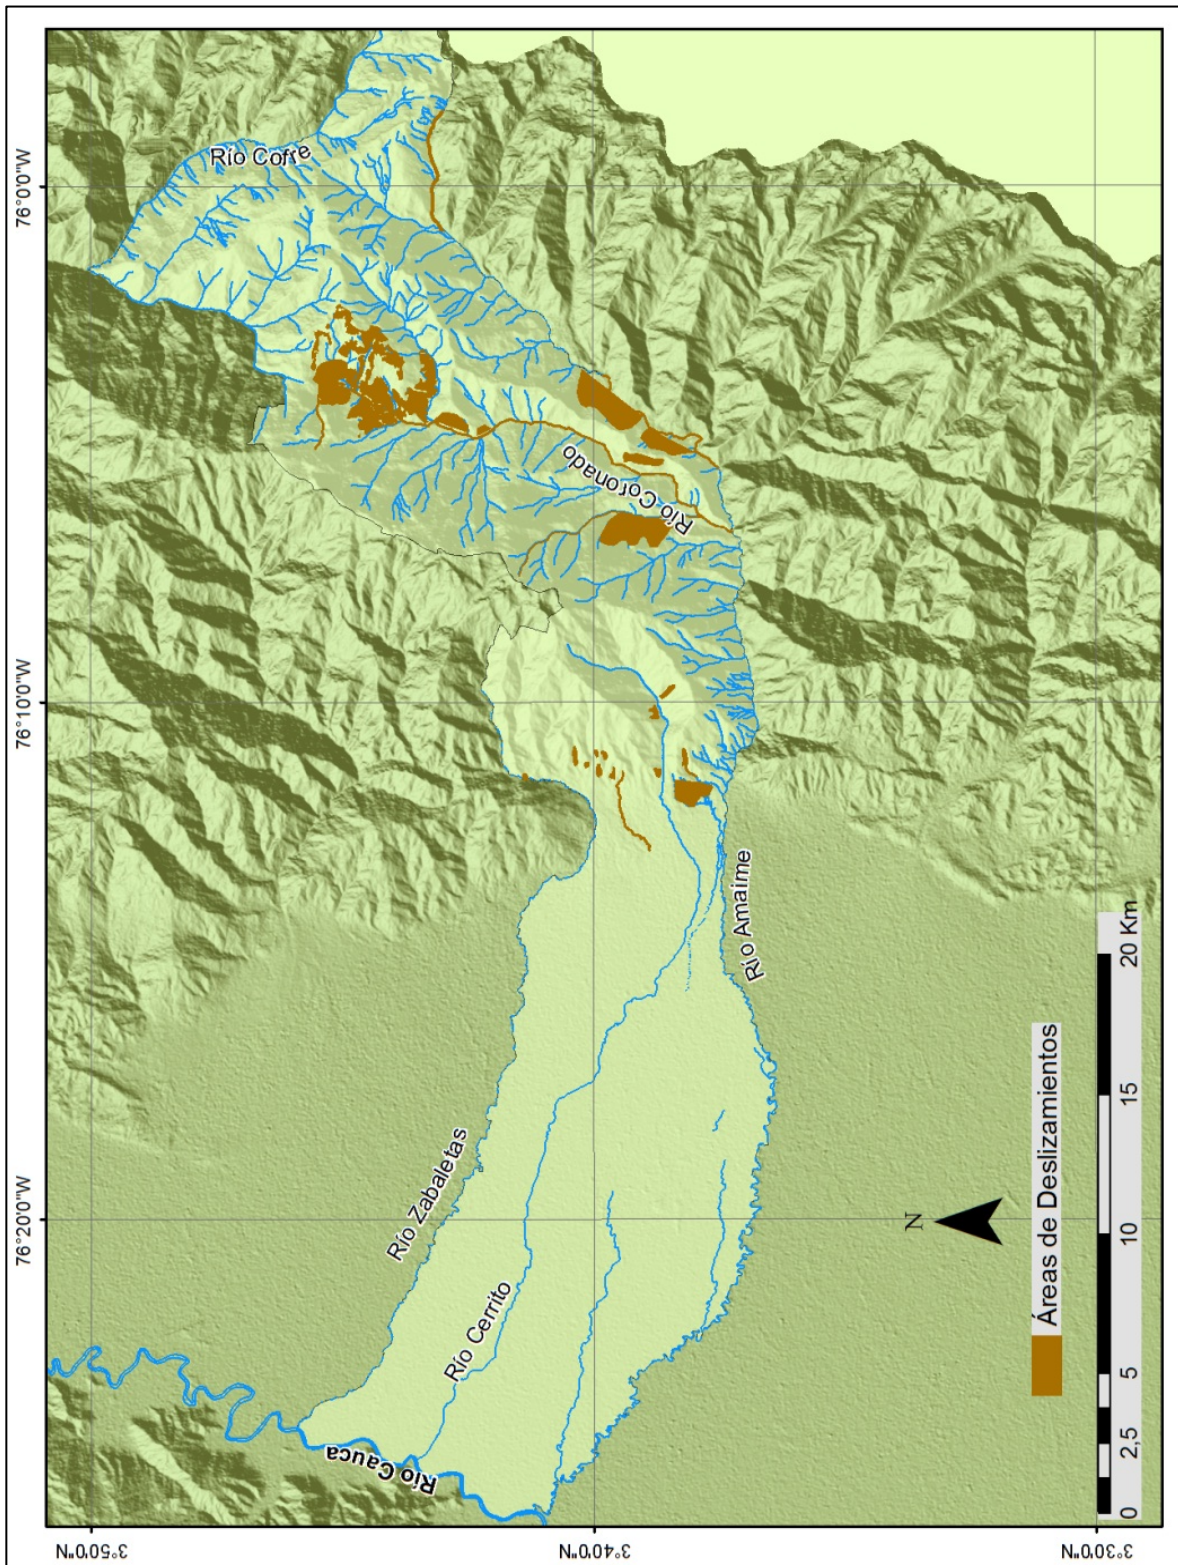 76°20'0"W
76°10'0"W
76°0'0"W
3°50'0"N
3°40'0"N
3°30'0"N
Río Cofre
Río Coronado
Río Zabaletas
Río Cerrito
Río Cauca
Río Amaime
N
Áreas de Deslizamientos
0 2,5 5 10 15 20 Km